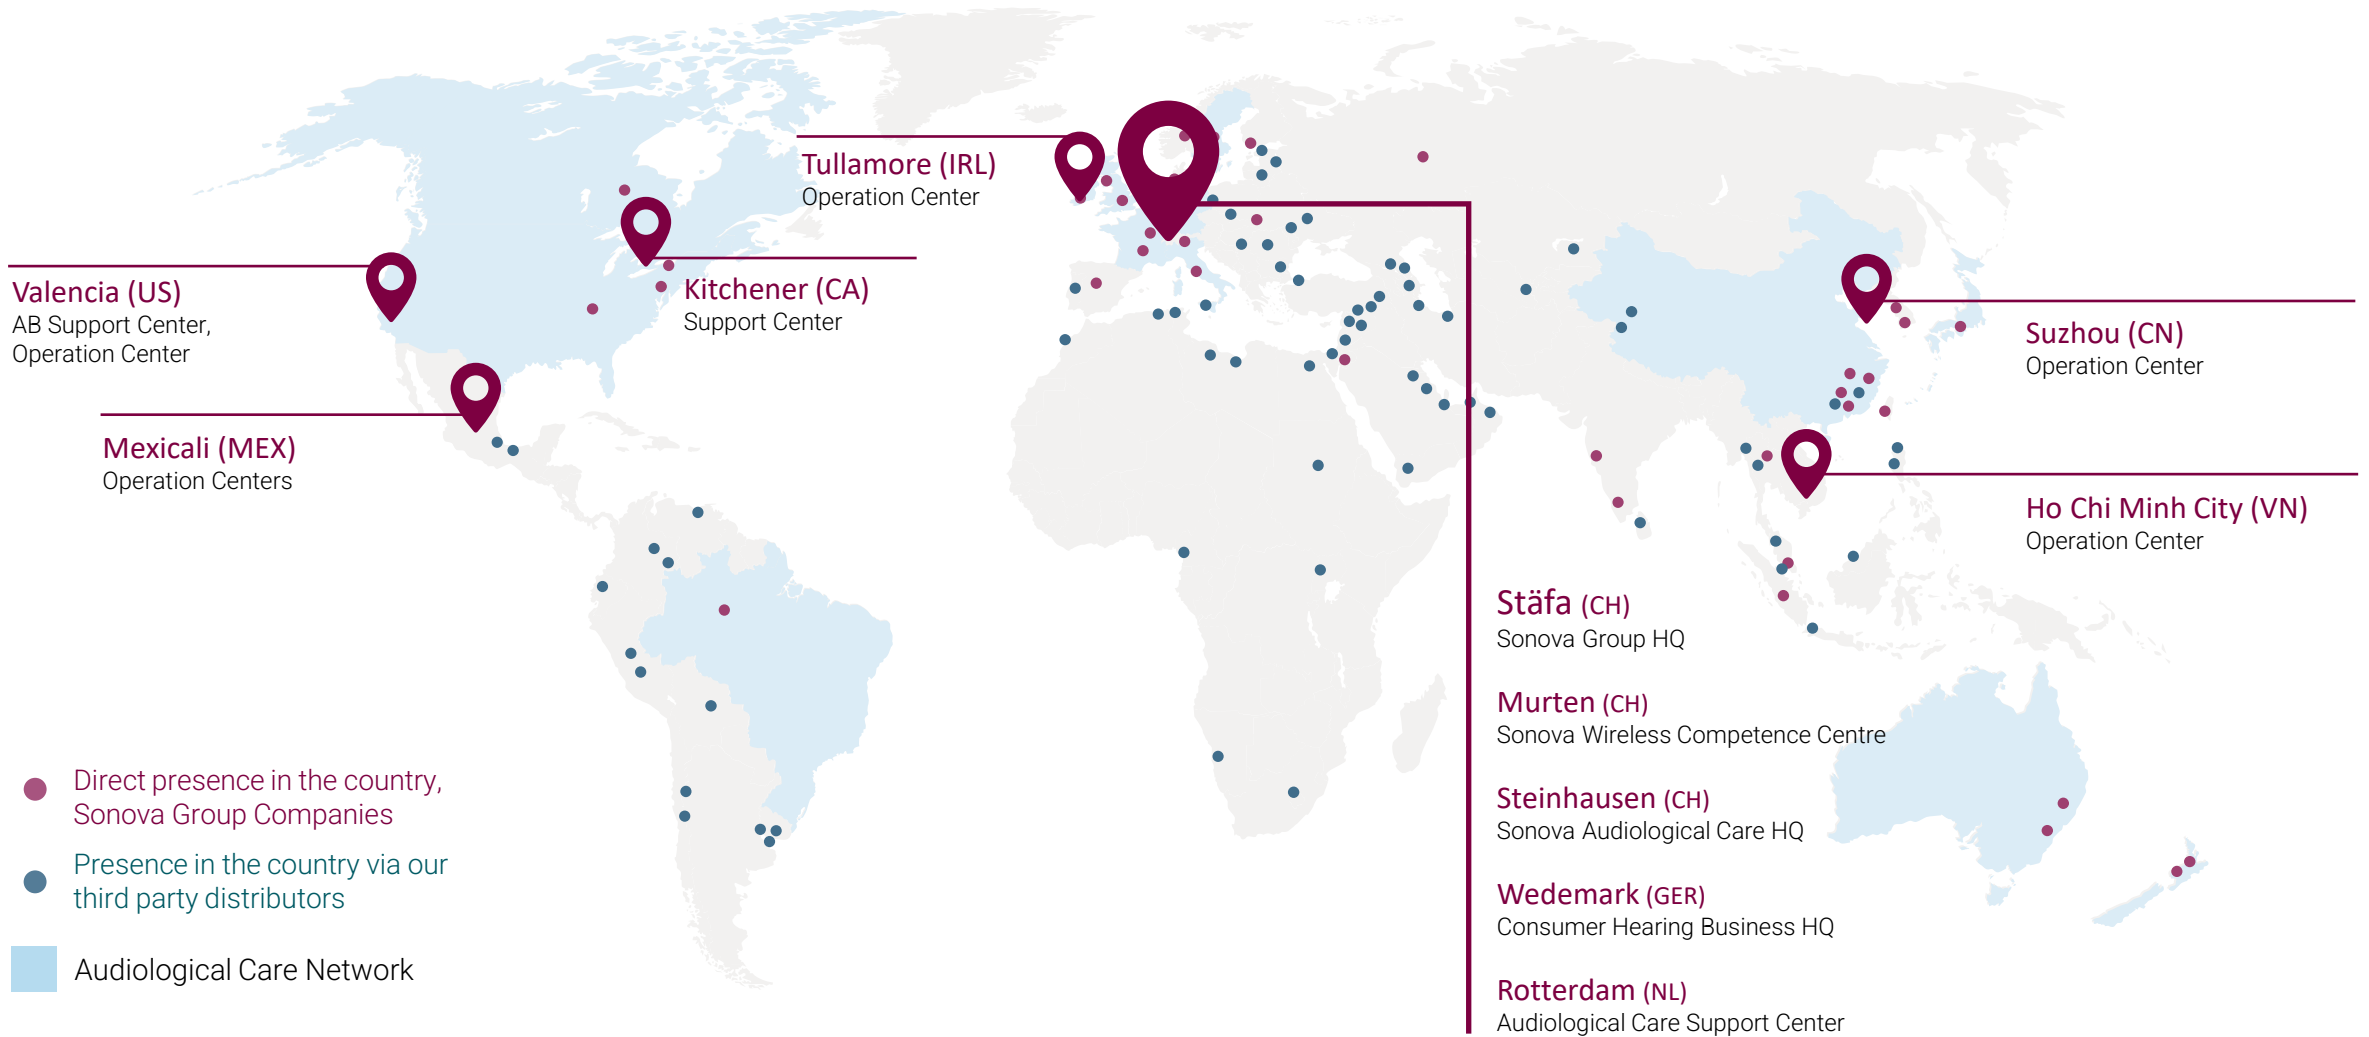 Tullamore (IRL)
Operation Center
Valencia (US)
AB Support Center,
Operation Center
Kitchener (CA)
Support Center
Mexicali (MEX)
Operation Centers
Suzhou (CN)
Operation Center
Ho Chi Minh City (VN)
Operation Center
Stäfa (CH)
Sonova Group HQ
Murten (CH)
Sonova Wireless Competence Centre
Steinhausen (CH)
Sonova Audiological Care HQ
Wedemark (GER)
Consumer Hearing Business HQ
Rotterdam (NL)
Audiological Care Support Center
Direct presence in the country,
Sonova Group Companies
Presence in the country via our
third party distributors
Audiological Care Network